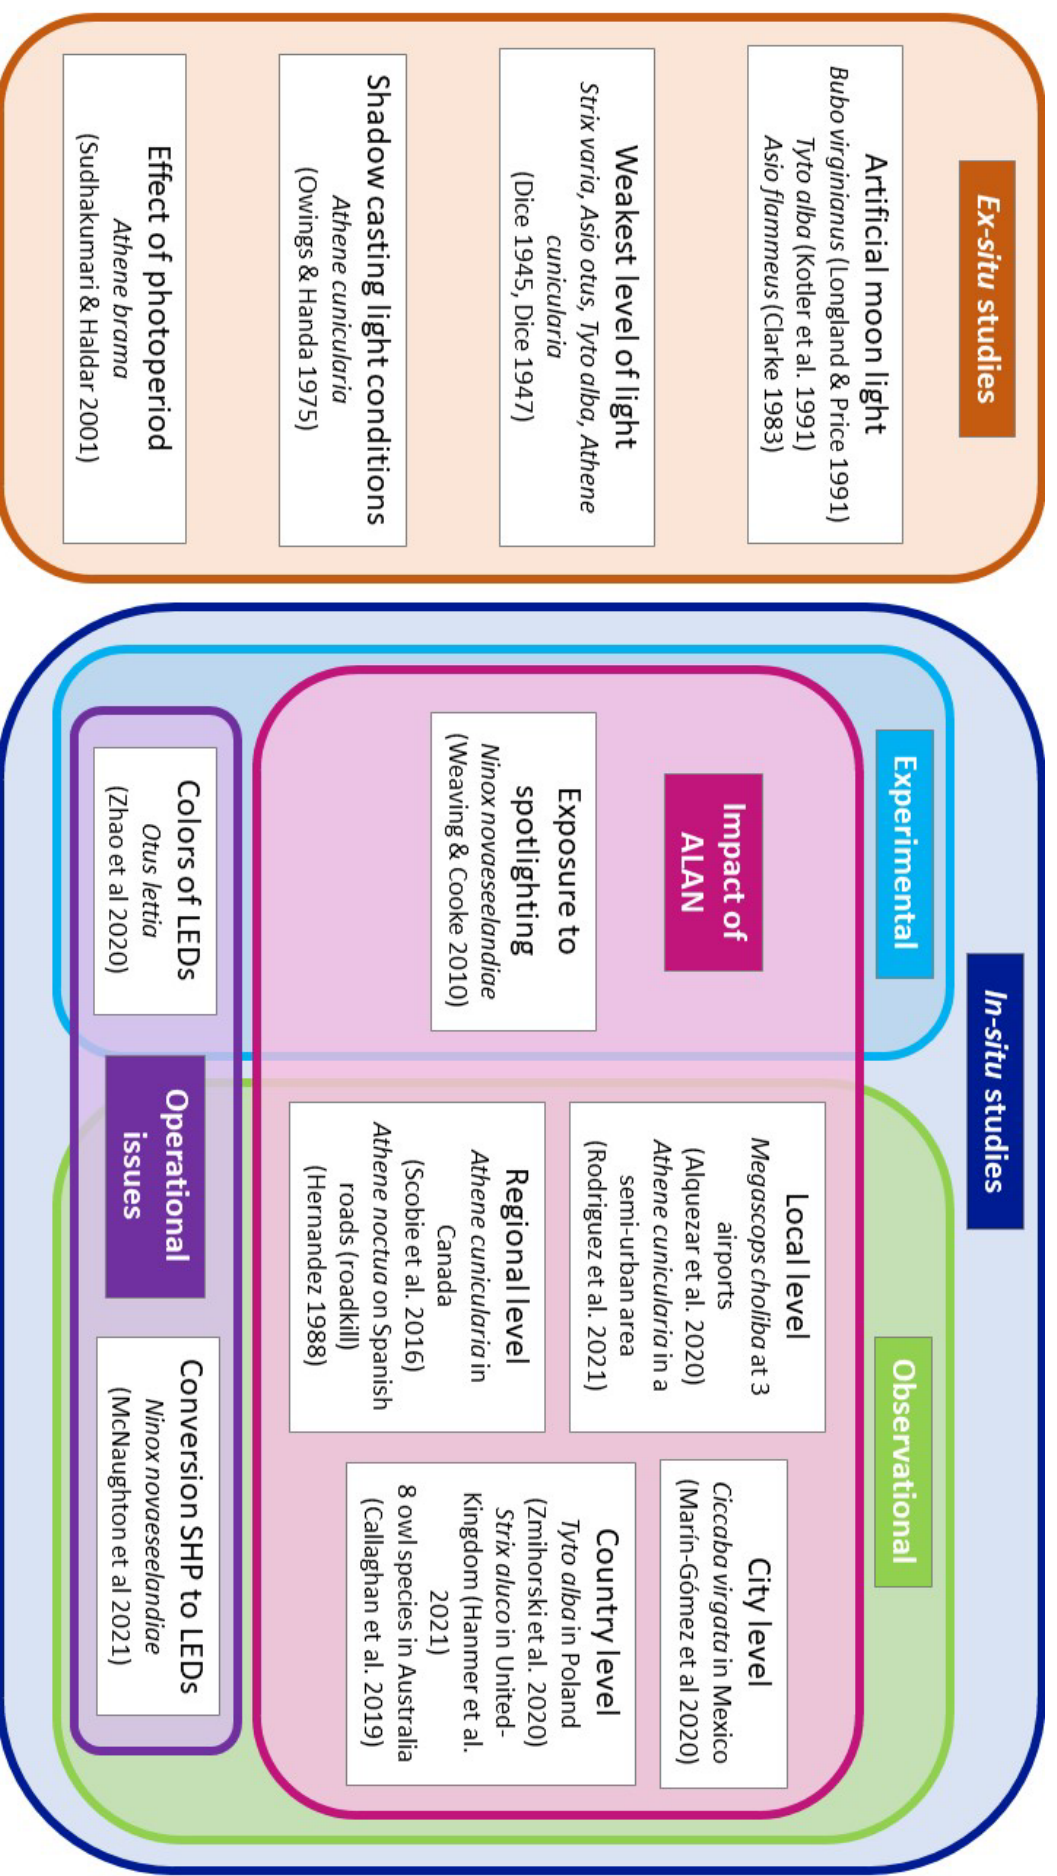 Ex-situ studies
Artificial moon light
Bubo virginianus (Longland & Price 1991)
Tyto alba (Kotler et al. 1991)
Asio flammeus (Clarke 1983)
Weakest level of light
Strix varia, Asio otus, Tyto alba, Athene
cunicularia
(Dice 1945, Dice 1947)
Shadow casting light conditions
Athene cunicularia
(Owings & Handa 1975)
Effect of photoperiod
Athene brama
(Sudhakumari & Haldar 2001)
In-situ studies
Experimental
Impact of
ALAN
Exposure to
spotlighting
Ninox novaeseelandiae
(Weaving & Cooke 2010)
Colors of LEDs
Otus lettia
(Zhao et al 2020)
Observational
Local level
Megascops choliba at 3
airports
(Alquezar et al. 2020)
Athene cunicularia in a
semi-urban area
(Rodriguez et al. 2021)
Regional level
Athene cunicularia in
Canada
(Scobie et al. 2016)
Athene noctua on Spanish
roads (roadkill)
(Hernandez 1988)
City level
Ciccaba virgata in Mexico
(Marín-Gómez et al 2020)
Country level
Tyto alba in Poland
(Zmihorski et al. 2020)
Strix aluco in United-
Kingdom (Hanmer et al.
2021)
8 owl species in Australia
(Callaghan et al. 2019)
Operational
issues
Conversion SHP to LEDs
Ninox novaeseelandiae
(McNaughton et al 2021)